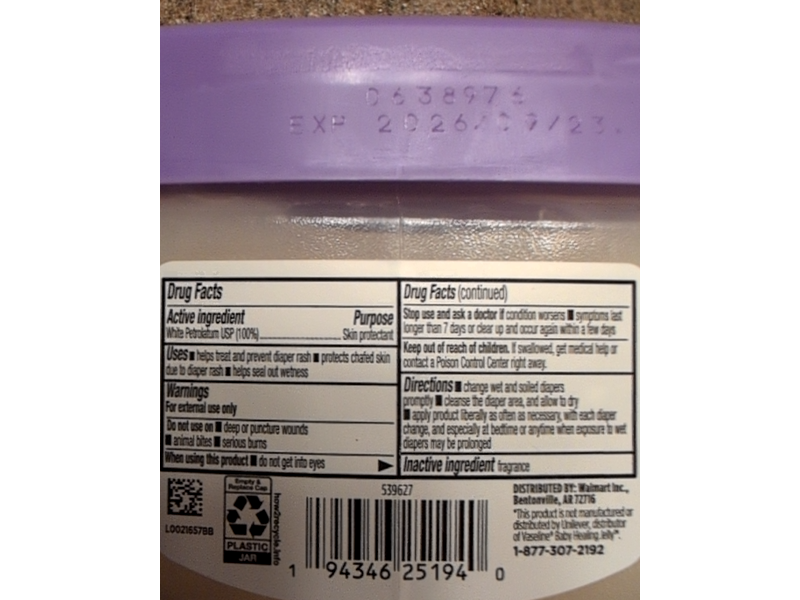 0638976
EXP 2026/09/23.
Drug Facts
Active ingredient Purpose
White Petrolatum USP (100%) Skin protectant
Uses ■ helps treat and prevent diaper rash ■ protects chafed skin
due to diaper rash ■ helps seal out wetness
Warnings
For external use only
Do not use on ■ deep or puncture wounds
■ animal bites ■ serious burns
When using this product ■ do not get into eyes
Drug Facts (continued)
Stop use and ask a doctor if condition worsens ■ symptoms last
longer than 7 days or clear up and occur again within a few days
Keep out of reach of children. If swallowed, get medical help or
contact a Poison Control Center right away.
Directions ■ change wet and soiled diapers
promptly ■ cleanse the diaper area, and allow to dry
■ apply product liberally as often as necessary, with each diaper
change, and especially at bedtime or anytime when exposure to wet
diapers may be prolonged
Inactive ingredient fragrance
L0021657BB
Empty &
Replace Cap
PLASTIC
JAR
how2recycle.info
539627
1 94346 25194 0
DISTRIBUTED BY: Walmart Inc.,
Bentonville, AR 72716
*This product is not manufactured or
distributed by Unilever, distributor
of Vaseline® Baby Healing Jelly™.
1-877-307-2192